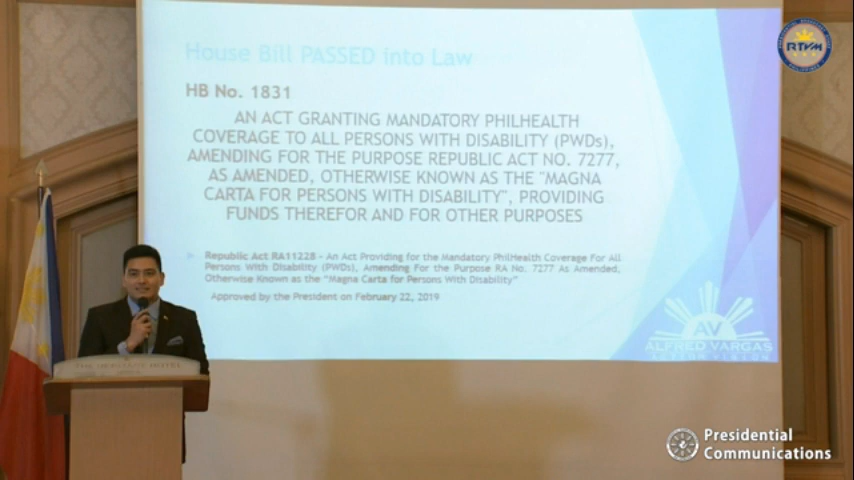 House Bill PASSED into Law
HB No. 1831
AN ACT GRANTING MANDATORY PHILHEALTH
COVERAGE TO ALL PERSONS WITH DISABILITY (PWDs),
AMENDING FOR THE PURPOSE REPUBLIC ACT NO. 7277,
AS AMENDED, OTHERWISE KNOWN AS THE "MAGNA
CARTA FOR PERSONS WITH DISABILITY", PROVIDING
FUNDS THEREFOR AND FOR OTHER PURPOSES
Republic Act RA11228 - An Act Providing for the Mandatory PhilHealth Coverage For All
Persons With Disability (PWDs), Amending For the Purpose RA No. 7277 As Amended,
Otherwise Known as the "Magna Carta for Persons With Disability"
Approved by the President on February 22, 2019
AV
ALFRED VARGAS
RTVM
THE HERITAGE HOTEL
Presidential
Communications